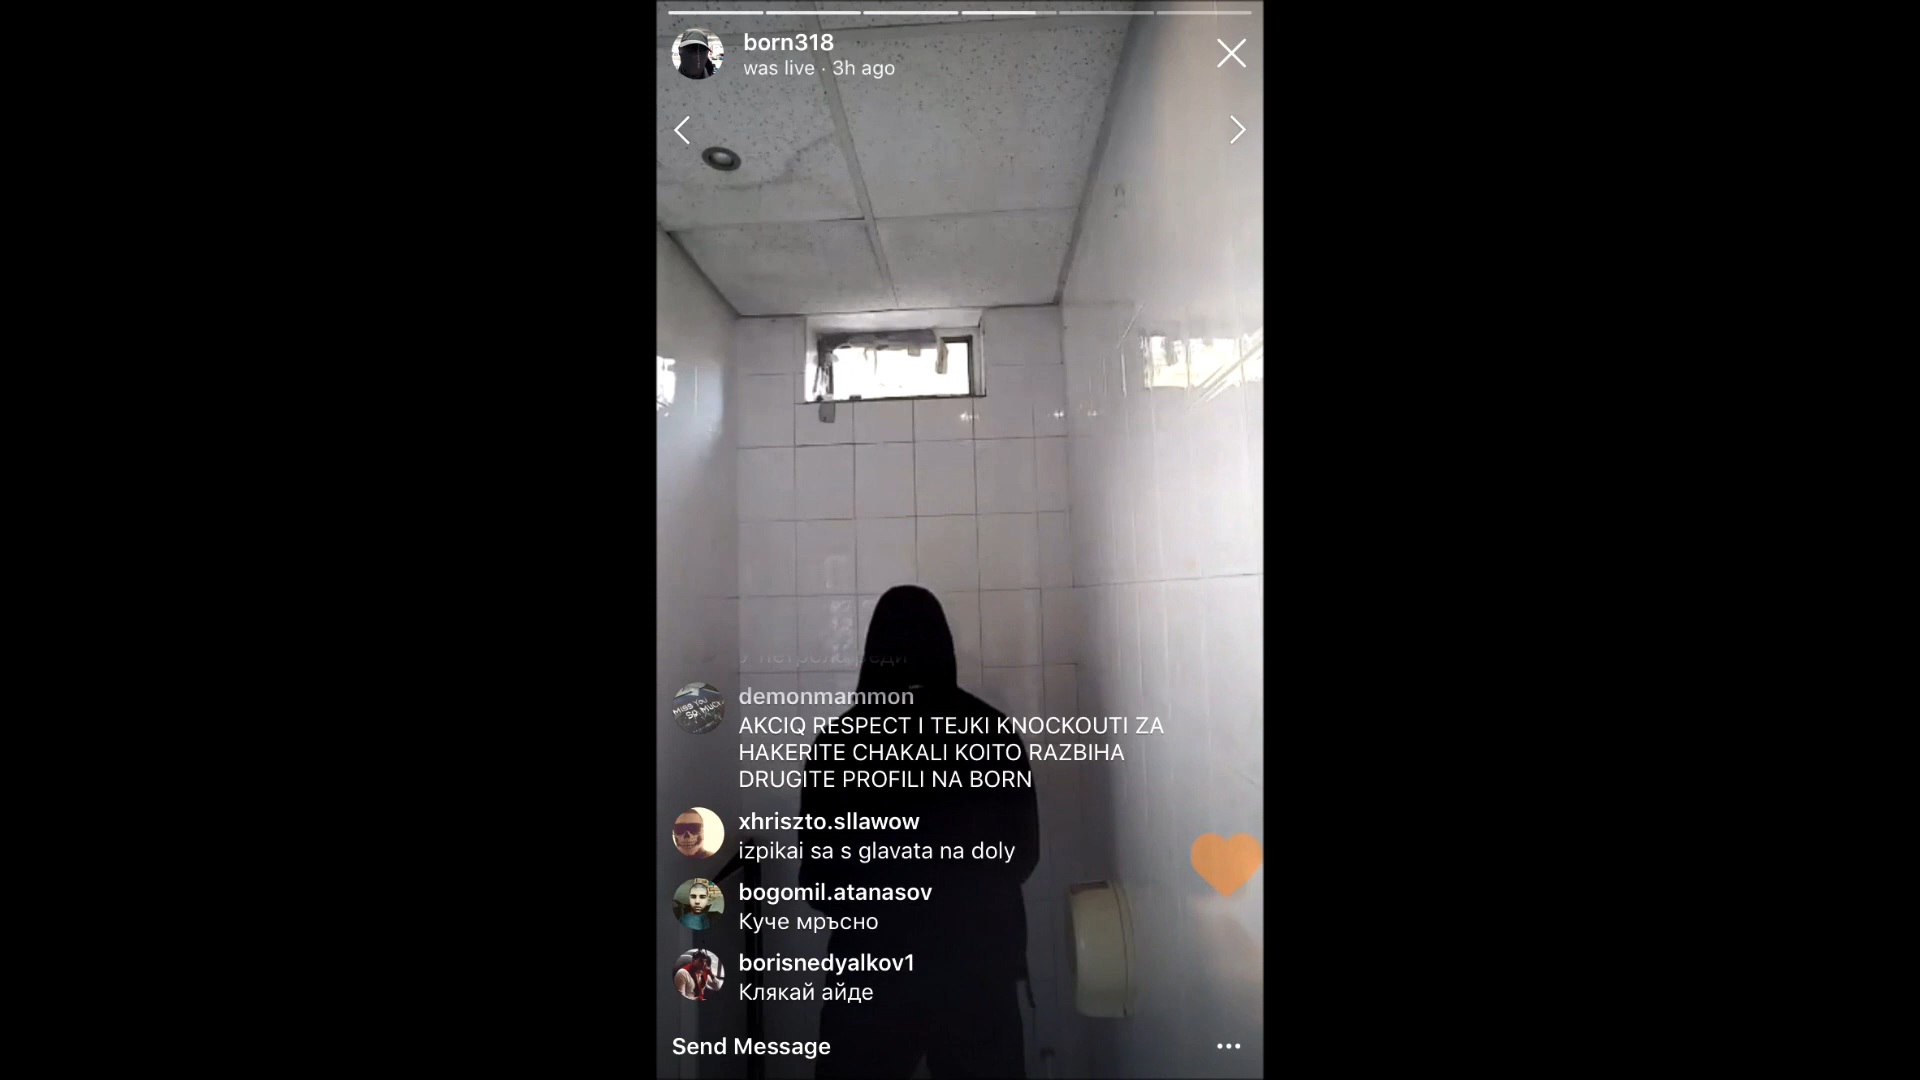 born318
was live · 3h ago
demonmammon
AKCIQ RESPECT I TEJKI KNOCKOUTI ZA
HAKERITE CHAKALI KOITO RAZBIHA
DRUGITE PROFILI NA BORN
xhriszto.sllawow
izpikai sa s glavata na doly
bogomil.atanasov
Куче мръсно
borisnedyalkov1
Клякай айде
Send Message